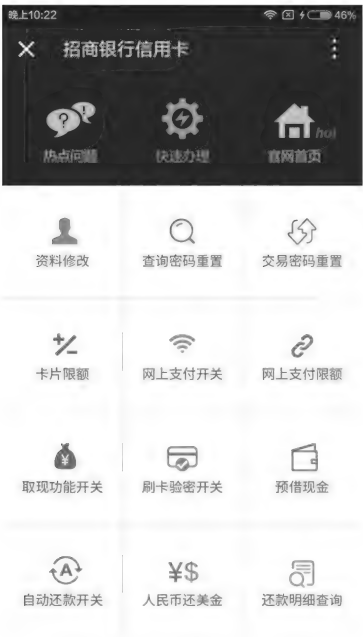 晚上10:22 46%
招商银行信用卡
热点问题 快速办理 官网首页
资料修改 查询密码重置 交易密码重置
卡片限额 网上支付开关 网上支付限额
取现功能开关 刷卡验密开关 预借现金
自动还款开关 人民币还美金 还款明细查询